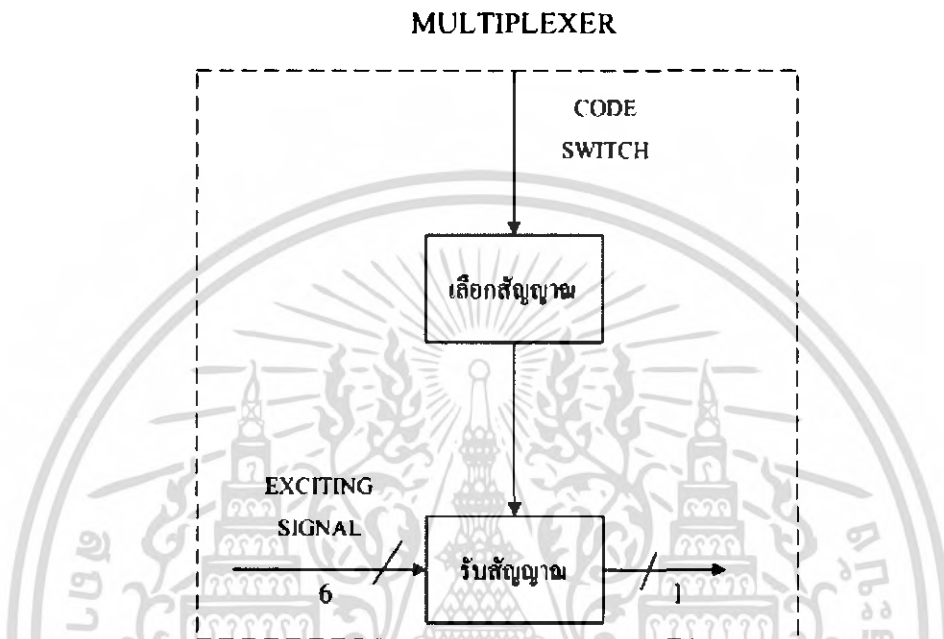 MULTIPLEXER
CODE
SWITCH
เลือกสัญญาณ
EXCITING
SIGNAL
6
รับสัญญาณ
1